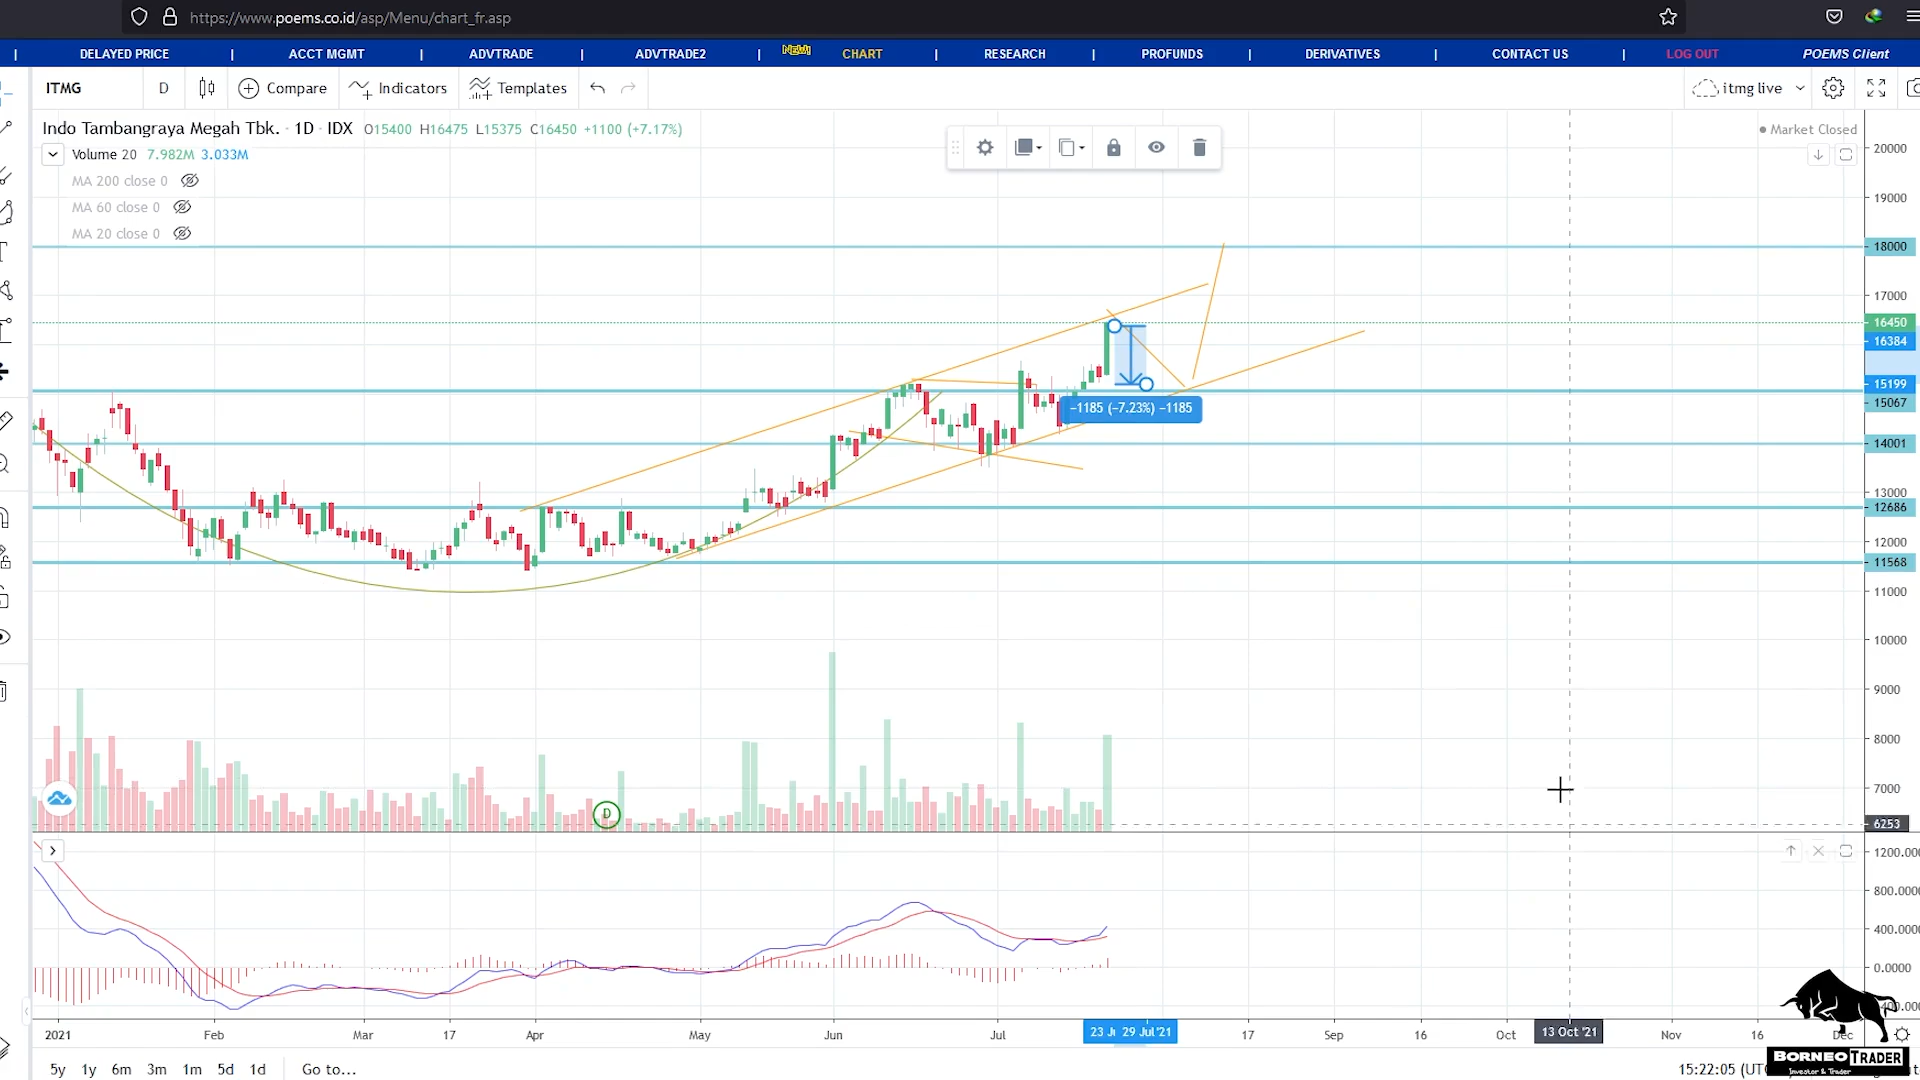 https://www.poems.co.id/asp/Menu/chart_fr.asp
| DELAYED PRICE | ACCT MGMT | ADVTRADE | ADVTRADE2 | NEW! CHART | RESEARCH | PROFUNDS | DERIVATIVES | CONTACT US | LOG OUT POEMS Client
ITMG D Compare Indicators Templates itmg live
Indo Tambangraya Megah Tbk. · 1D · IDX O15400 H16475 L15375 C16450 +1100 (+7.17%)
Market Closed
Volume 20 7.982M 3.033M
MA 200 close 0
MA 60 close 0
MA 20 close 0
20000
19000
18000
17000
16450
16384
15199
15067
14001
13000
12686
12000
11568
11000
10000
9000
8000
7000
6253
−1185 (−7.23%) −1185
D
1200.000
800.0000
400.0000
0.0000
2021 Feb Mar 17 Apr May Jun Jul 23 29 Jul '21 17 Sep 16 Oct 13 Oct '21 Nov 16 Dec
5y 1y 6m 3m 1m 5d 1d Go to... 15:22:05
BORNEO TRADER
Investor & Trader